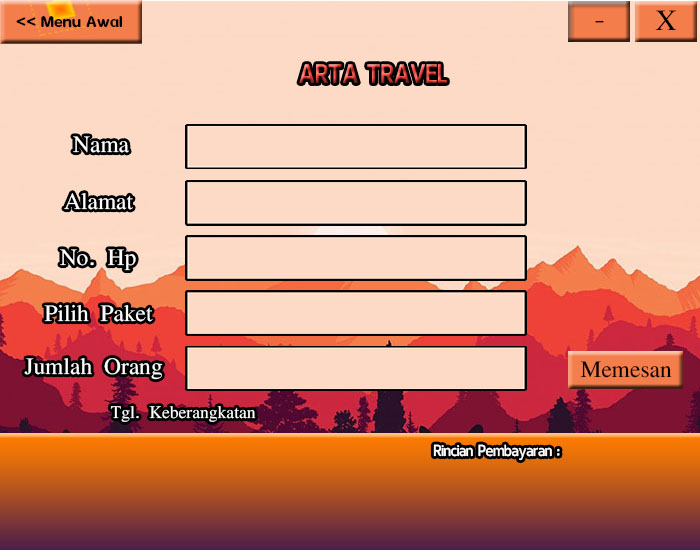 << Menu Awal
-
X
ARTA TRAVEL
Nama
Alamat
No. Hp
Pilih Paket
Jumlah Orang
Memesan
Tgl. Keberangkatan
Rincian Pembayaran :